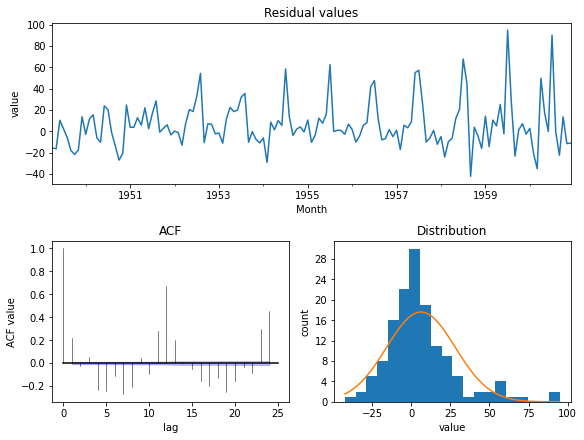 Residual values
100
80
60
40
20
0
−20
−40
value
1951 1953 1955 1957 1959
Month
ACF
1.0
0.8
0.6
0.4
0.2
0.0
−0.2
ACF value
0 5 10 15 20 25
lag
Distribution
28
24
20
16
12
8
4
0
count
−25 0 25 50 75 100
value